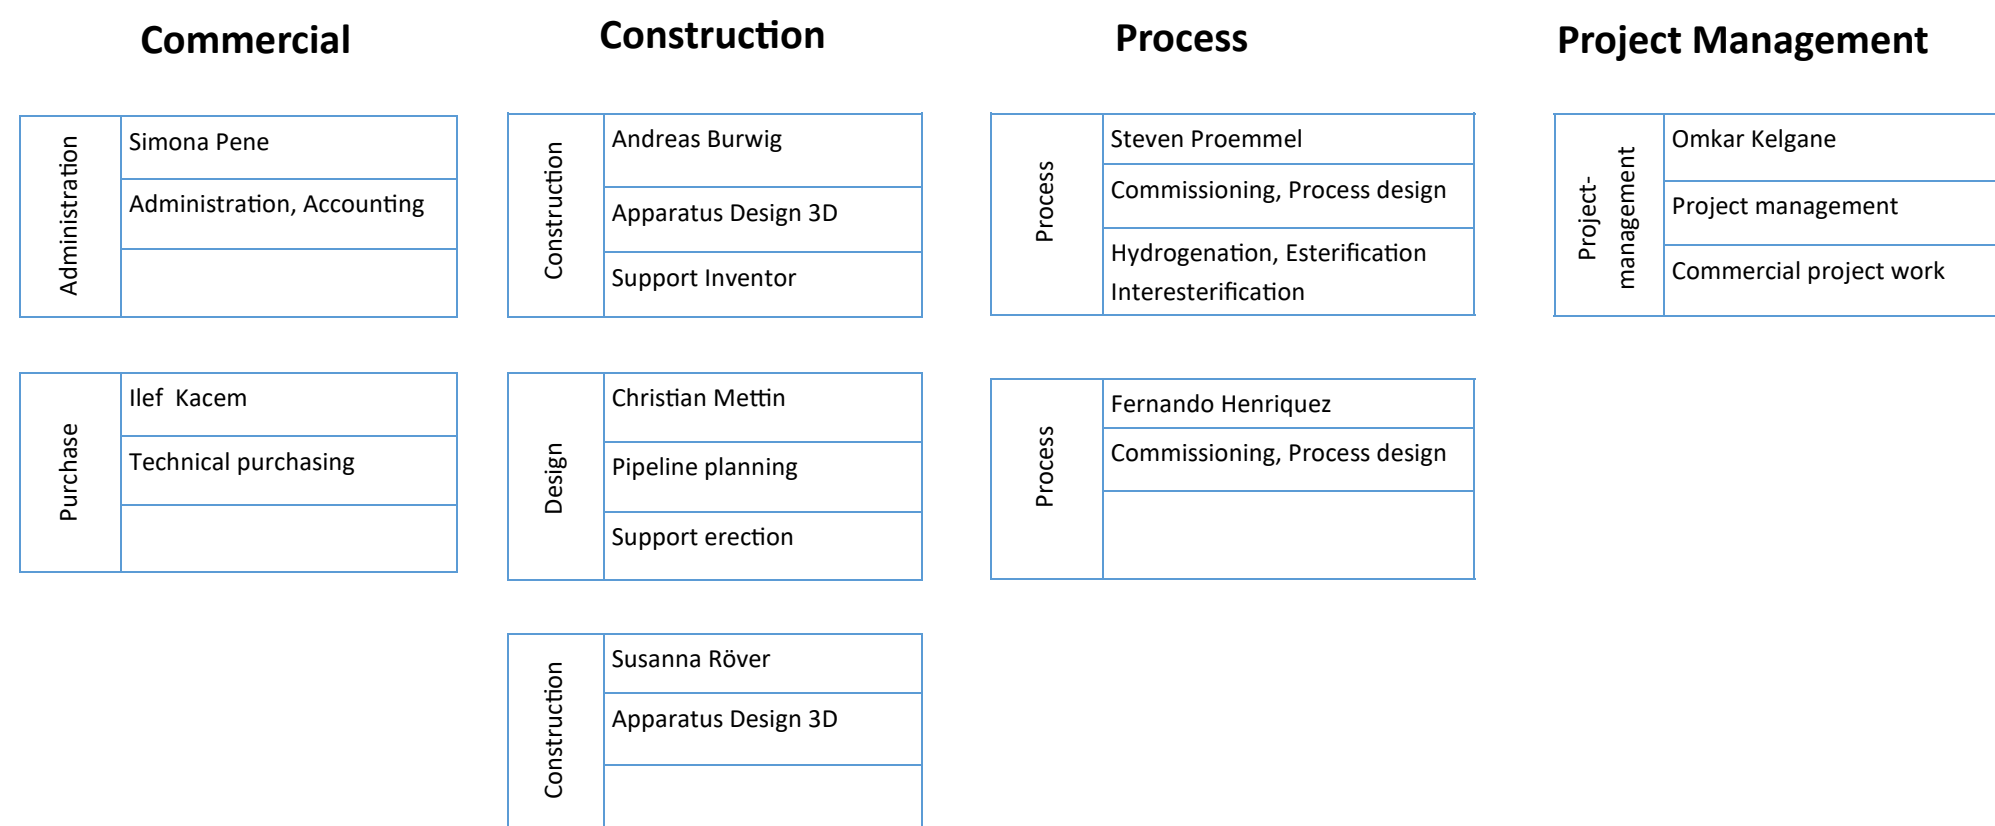 Commercial
Construction
Process
Project Management
Administration
Simona Pene
Administration, Accounting
Construction
Andreas Burwig
Apparatus Design 3D
Support Inventor
Process
Steven Proemmel
Commissioning, Process design
Hydrogenation, Esterification
Interesterification
Project-
management
Omkar Kelgane
Project management
Commercial project work
Purchase
Ilef  Kacem
Technical purchasing
Design
Christian Mettin
Pipeline planning
Support erection
Process
Fernando Henriquez
Commissioning, Process design
Construction
Susanna Röver
Apparatus Design 3D